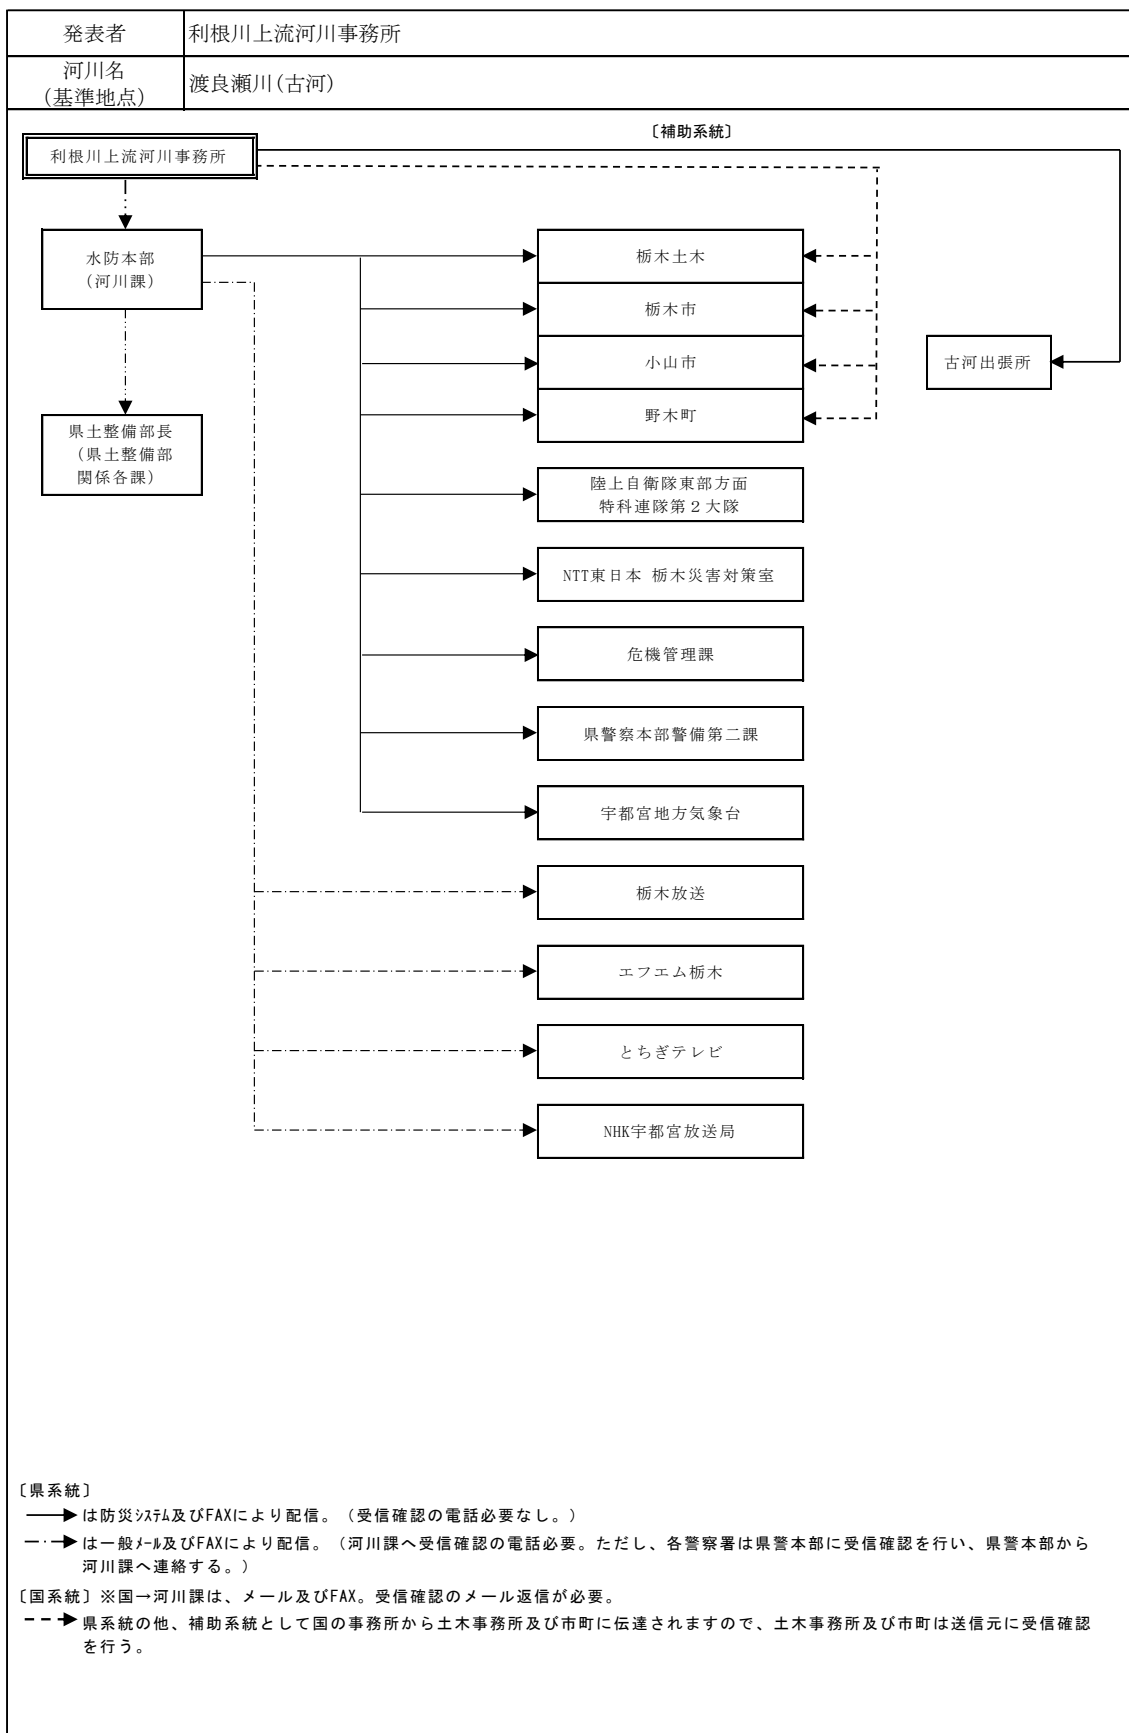 発表者
利根川上流河川事務所
河川名
(基準地点)
渡良瀬川(古河)
〔補助系統〕
利根川上流河川事務所
水防本部
(河川課)
県土整備部長
(県土整備部
関係各課)
栃木土木
栃木市
小山市
野木町
古河出張所
陸上自衛隊東部方面
特科連隊第２大隊
NTT東日本 栃木災害対策室
危機管理課
県警察本部警備第二課
宇都宮地方気象台
栃木放送
エフエム栃木
とちぎテレビ
NHK宇都宮放送局
〔県系統〕
は防災ｼｽﾃﾑ及びFAXにより配信。（受信確認の電話必要なし。）
は一般ﾒｰﾙ及びFAXにより配信。（河川課へ受信確認の電話必要。ただし、各警察署は県警本部に受信確認を行い、県警本部から
河川課へ連絡する。）
〔国系統〕※国→河川課は、メール及びFAX。受信確認のメール返信が必要。
県系統の他、補助系統として国の事務所から土木事務所及び市町に伝達されますので、土木事務所及び市町は送信元に受信確認
を行う。